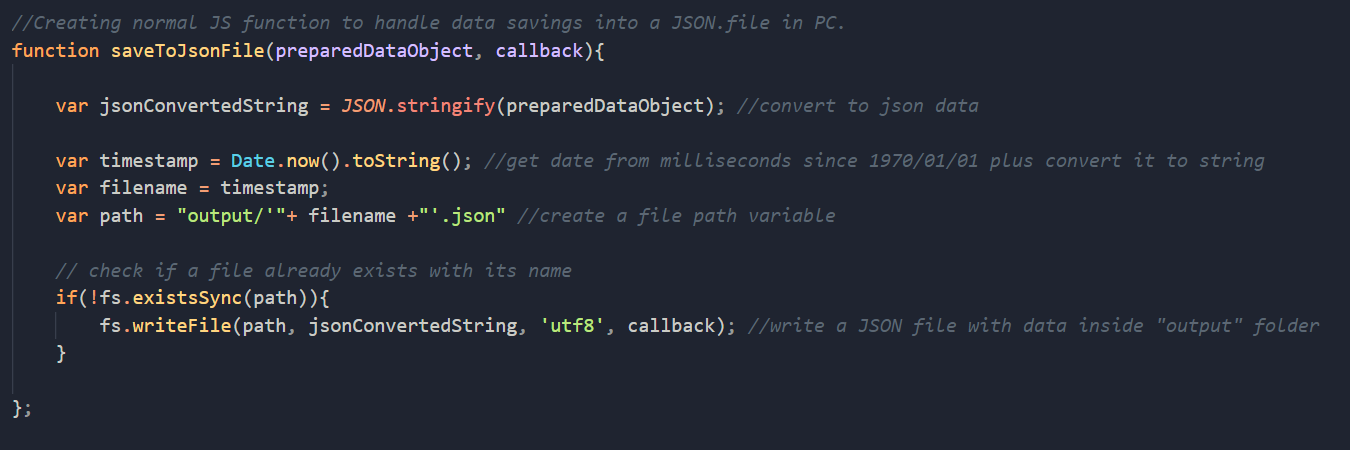 //Creating normal JS function to handle data savings into a JSON.file in PC.
function saveToJsonFile(preparedDataObject, callback){
var jsonConvertedString = JSON.stringify(preparedDataObject); //convert to json data
var timestamp = Date.now().toString(); //get date from milliseconds since 1970/01/01 plus convert it to string
var filename = timestamp;
var path = "output/'"+ filename +"'.json" //create a file path variable
// check if a file already exists with its name
if(!fs.existsSync(path)){
fs.writeFile(path, jsonConvertedString, 'utf8', callback); //write a JSON file with data inside "output" folder
}
};